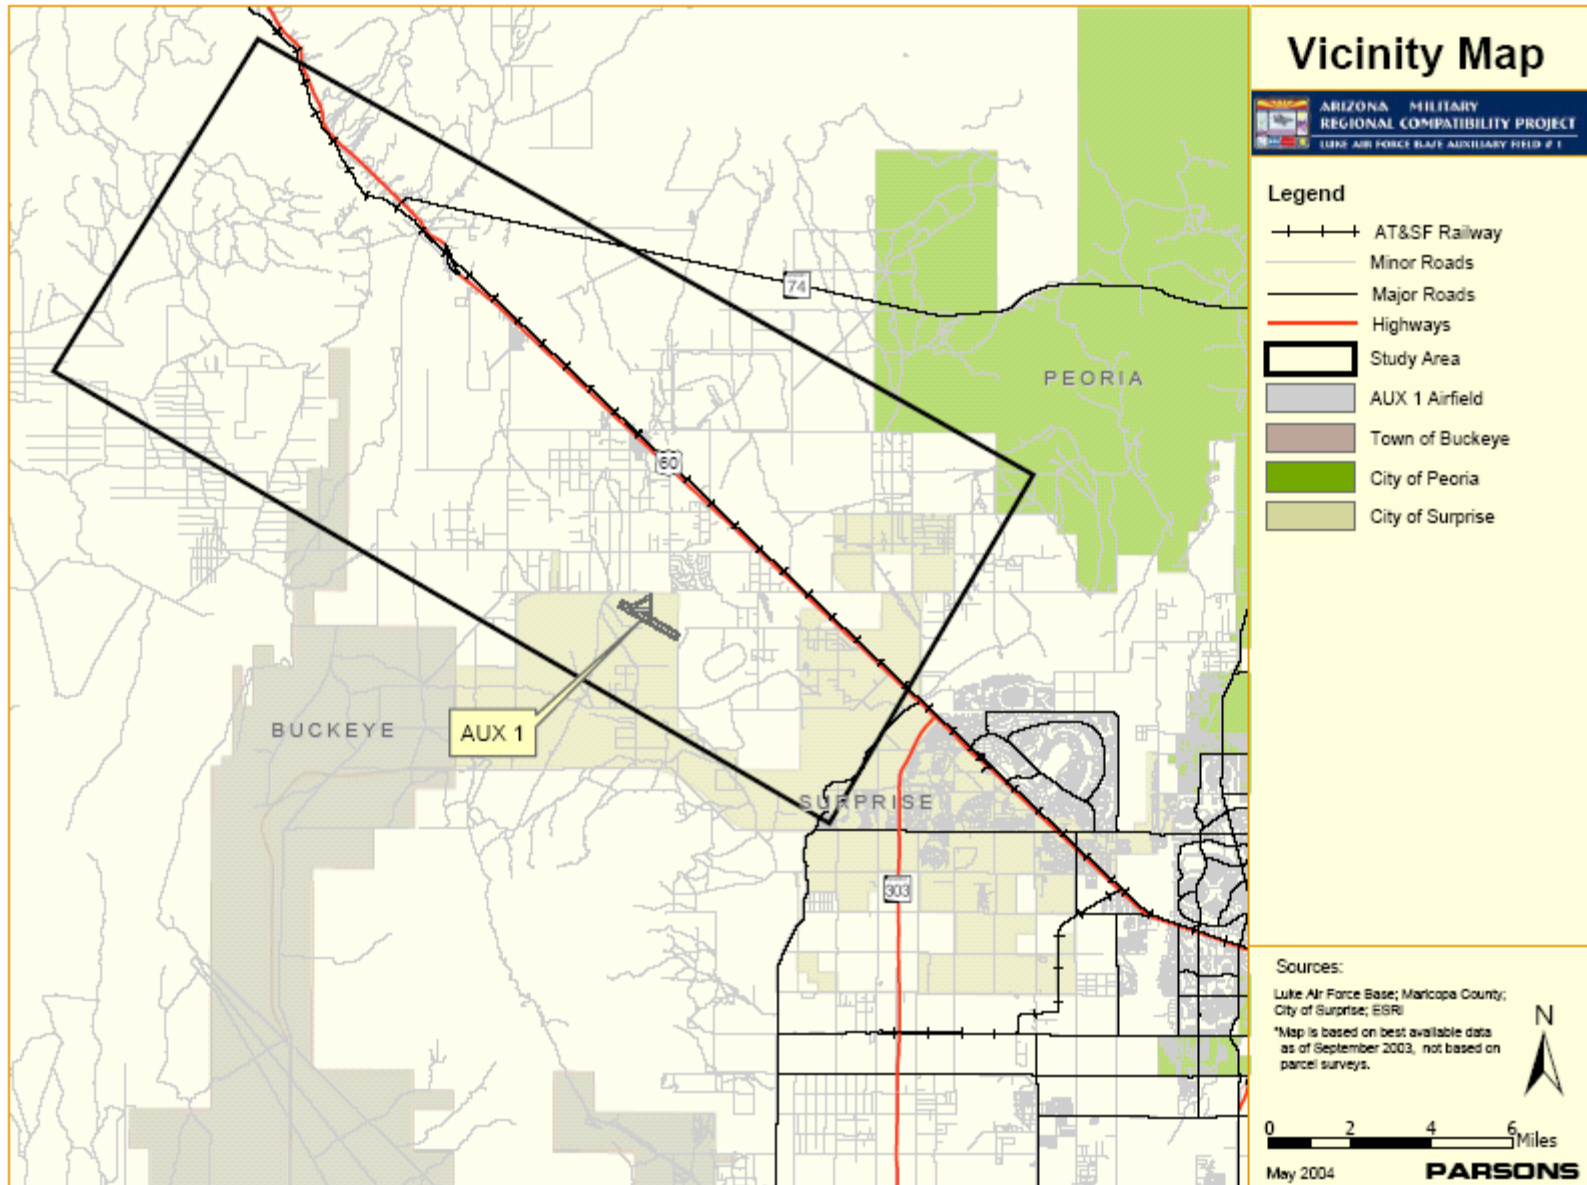 Vicinity Map
ARIZONA MILITARY
REGIONAL COMPATIBILITY PROJECT
LUKE AIR FORCE BASE AUXILIARY FIELD # 1
Legend
AT&SF Railway
Minor Roads
Major Roads
Highways
Study Area
AUX 1 Airfield
Town of Buckeye
City of Peoria
City of Surprise
74
PEORIA
60
BUCKEYE
AUX 1
SURPRISE
303
Sources:
Luke Air Force Base; Maricopa County;
City of Surprise; ESRI
*Map is based on best available data
as of September 2003, not based on
parcel surveys.
N
0 2 4 6 Miles
May 2004 PARSONS